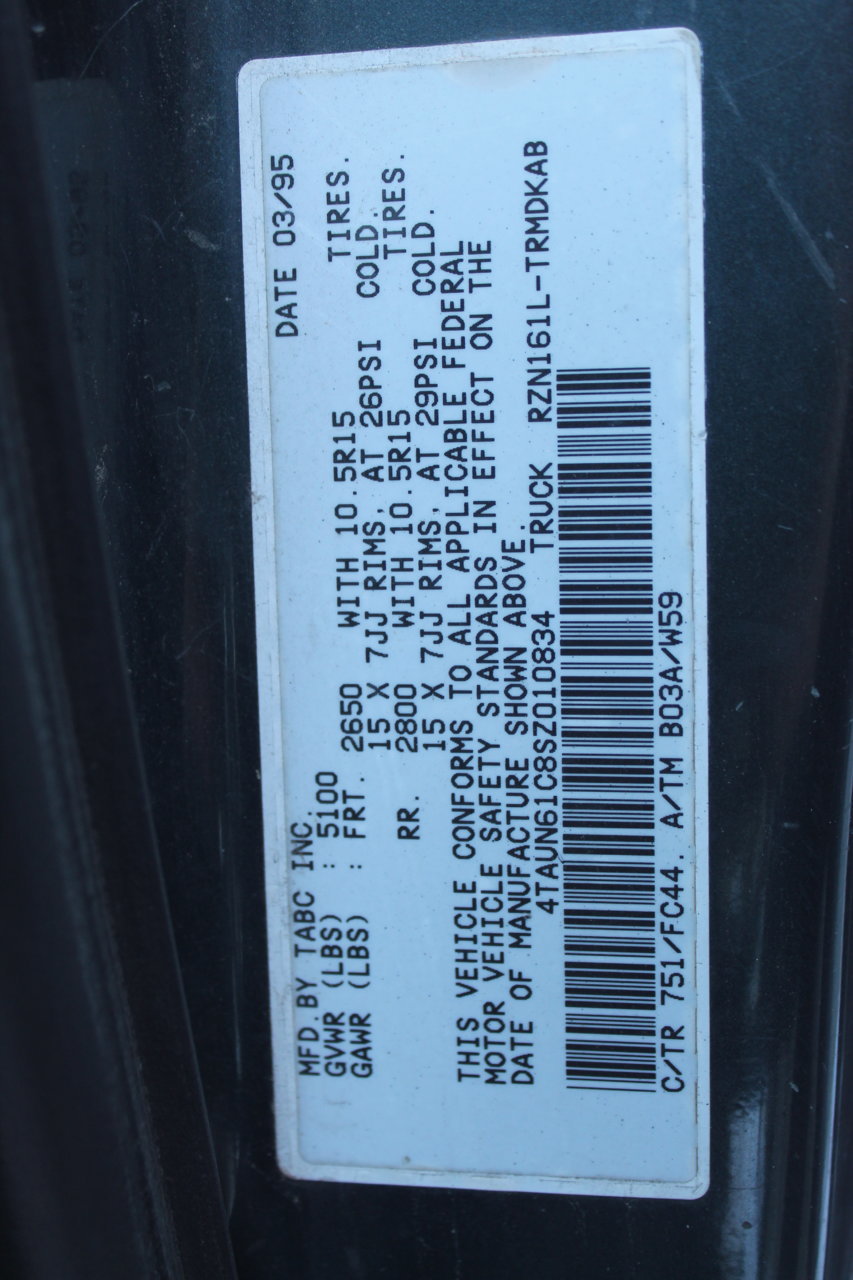 MFD.BY TABC INC. DATE 03/95
GVWR (LBS) : 5100
GAWR (LBS) : FRT. 2650 WITH 10.5R15 TIRES.
15 X 7JJ RIMS, AT 26PSI COLD.
RR. 2800 WITH 10.5R15 TIRES.
15 X 7JJ RIMS, AT 29PSI COLD.
THIS VEHICLE CONFORMS TO ALL APPLICABLE FEDERAL
MOTOR VEHICLE SAFETY STANDARDS IN EFFECT ON THE
DATE OF MANUFACTURE SHOWN ABOVE.
4TAUN61C8SZ010834 TRUCK RZN161L-TRMDKAB
C/TR 751/FC44. A/TM B03A/W59